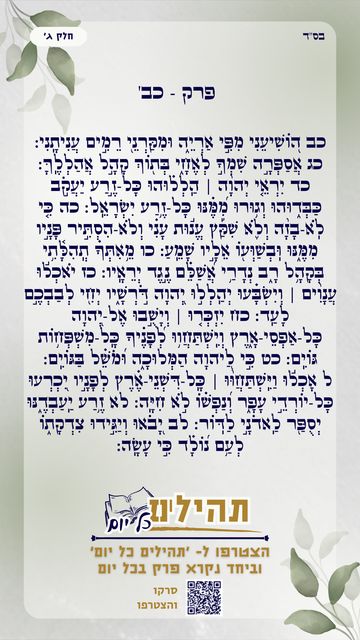 בס"ד
חלק ג'
פרק - כב'
כב הוֹשִׁיעֵנִי מִפִּי אַרְיֵה וּמִקַּרְנֵי רֵמִים עֲנִיתָנִי:
כג אֲסַפְּרָה שִׁמְךָ לְאֶחָי בְּתוֹךְ קָהָל אֲהַלְלֶךָּ:
כד יִרְאֵי יְהוָה | הַלְלוּהוּ כָּל-זֶרַע יַעֲקֹב
כַּבְּדוּהוּ וְגוּרוּ מִמֶּנּוּ כָּל-זֶרַע יִשְׂרָאֵל: כה כִּי
לֹא-בָזָה וְלֹא שִׁקַּץ עֱנוּת עָנִי וְלֹא-הִסְתִּיר פָּנָיו
מִמֶּנּוּ וּבְשַׁוְּעוֹ אֵלָיו שָׁמֵעַ: כו מֵאִתְּךָ תְּהִלָּתִי
בְּקָהָל רָב נְדָרַי אֲשַׁלֵּם נֶגֶד יְרֵאָיו: כז יֹאכְלוּ
עֲנָוִים | וְיִשְׂבָּעוּ יְהַלְלוּ יְהוָה דֹּרְשָׁיו יְחִי לְבַבְכֶם
לָעַד: כח יִזְכְּרוּ | וְיָשֻׁבוּ אֶל-יְהוָה
כָּל-אַפְסֵי-אָרֶץ וְיִשְׁתַּחֲווּ לְפָנֶיךָ כָּל-מִשְׁפְּחוֹת
גּוֹיִם: כט כִּי לַיהוָה הַמְּלוּכָה וּמֹשֵׁל בַּגּוֹיִם:
ל אָכְלוּ וַיִּשְׁתַּחֲוּוּ | כָּל-דִּשְׁנֵי-אֶרֶץ לְפָנָיו יִכְרְעוּ
כָּל-יוֹרְדֵי עָפָר וְנַפְשׁוֹ לֹא חִיָּה: לא זֶרַע יַעַבְדֶנּוּ
יְסֻפַּר לַאדֹנָי לַדּוֹר: לב יָבֹאוּ וְיַגִּידוּ צִדְקָתוֹ
לְעַם נוֹלָד כִּי עָשָׂה:
תהילים
כל יום
הצטרפו ל- 'תהילים כל יום'
וביחד נקרא פרק בכל יום
סרקו
והצטרפו